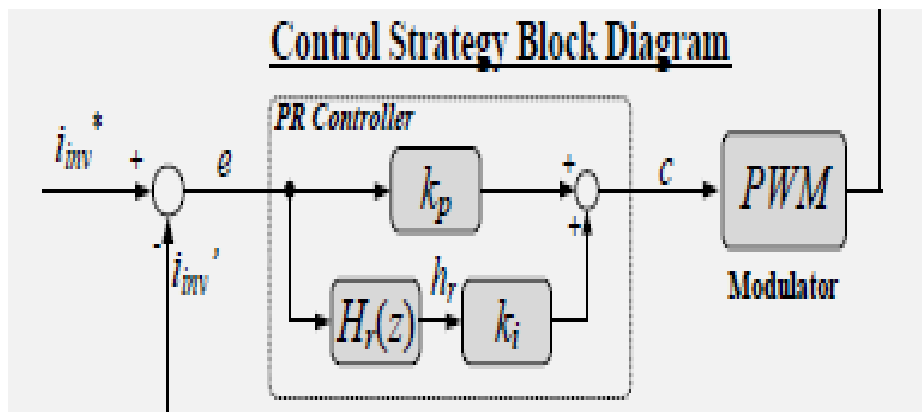 Control Strategy Block Diagram
PR Controller
i_inv*
+
e
k_p
+
c
PWM
-
i_inv'
+
Modulator
H_r(z)
h_r
k_i